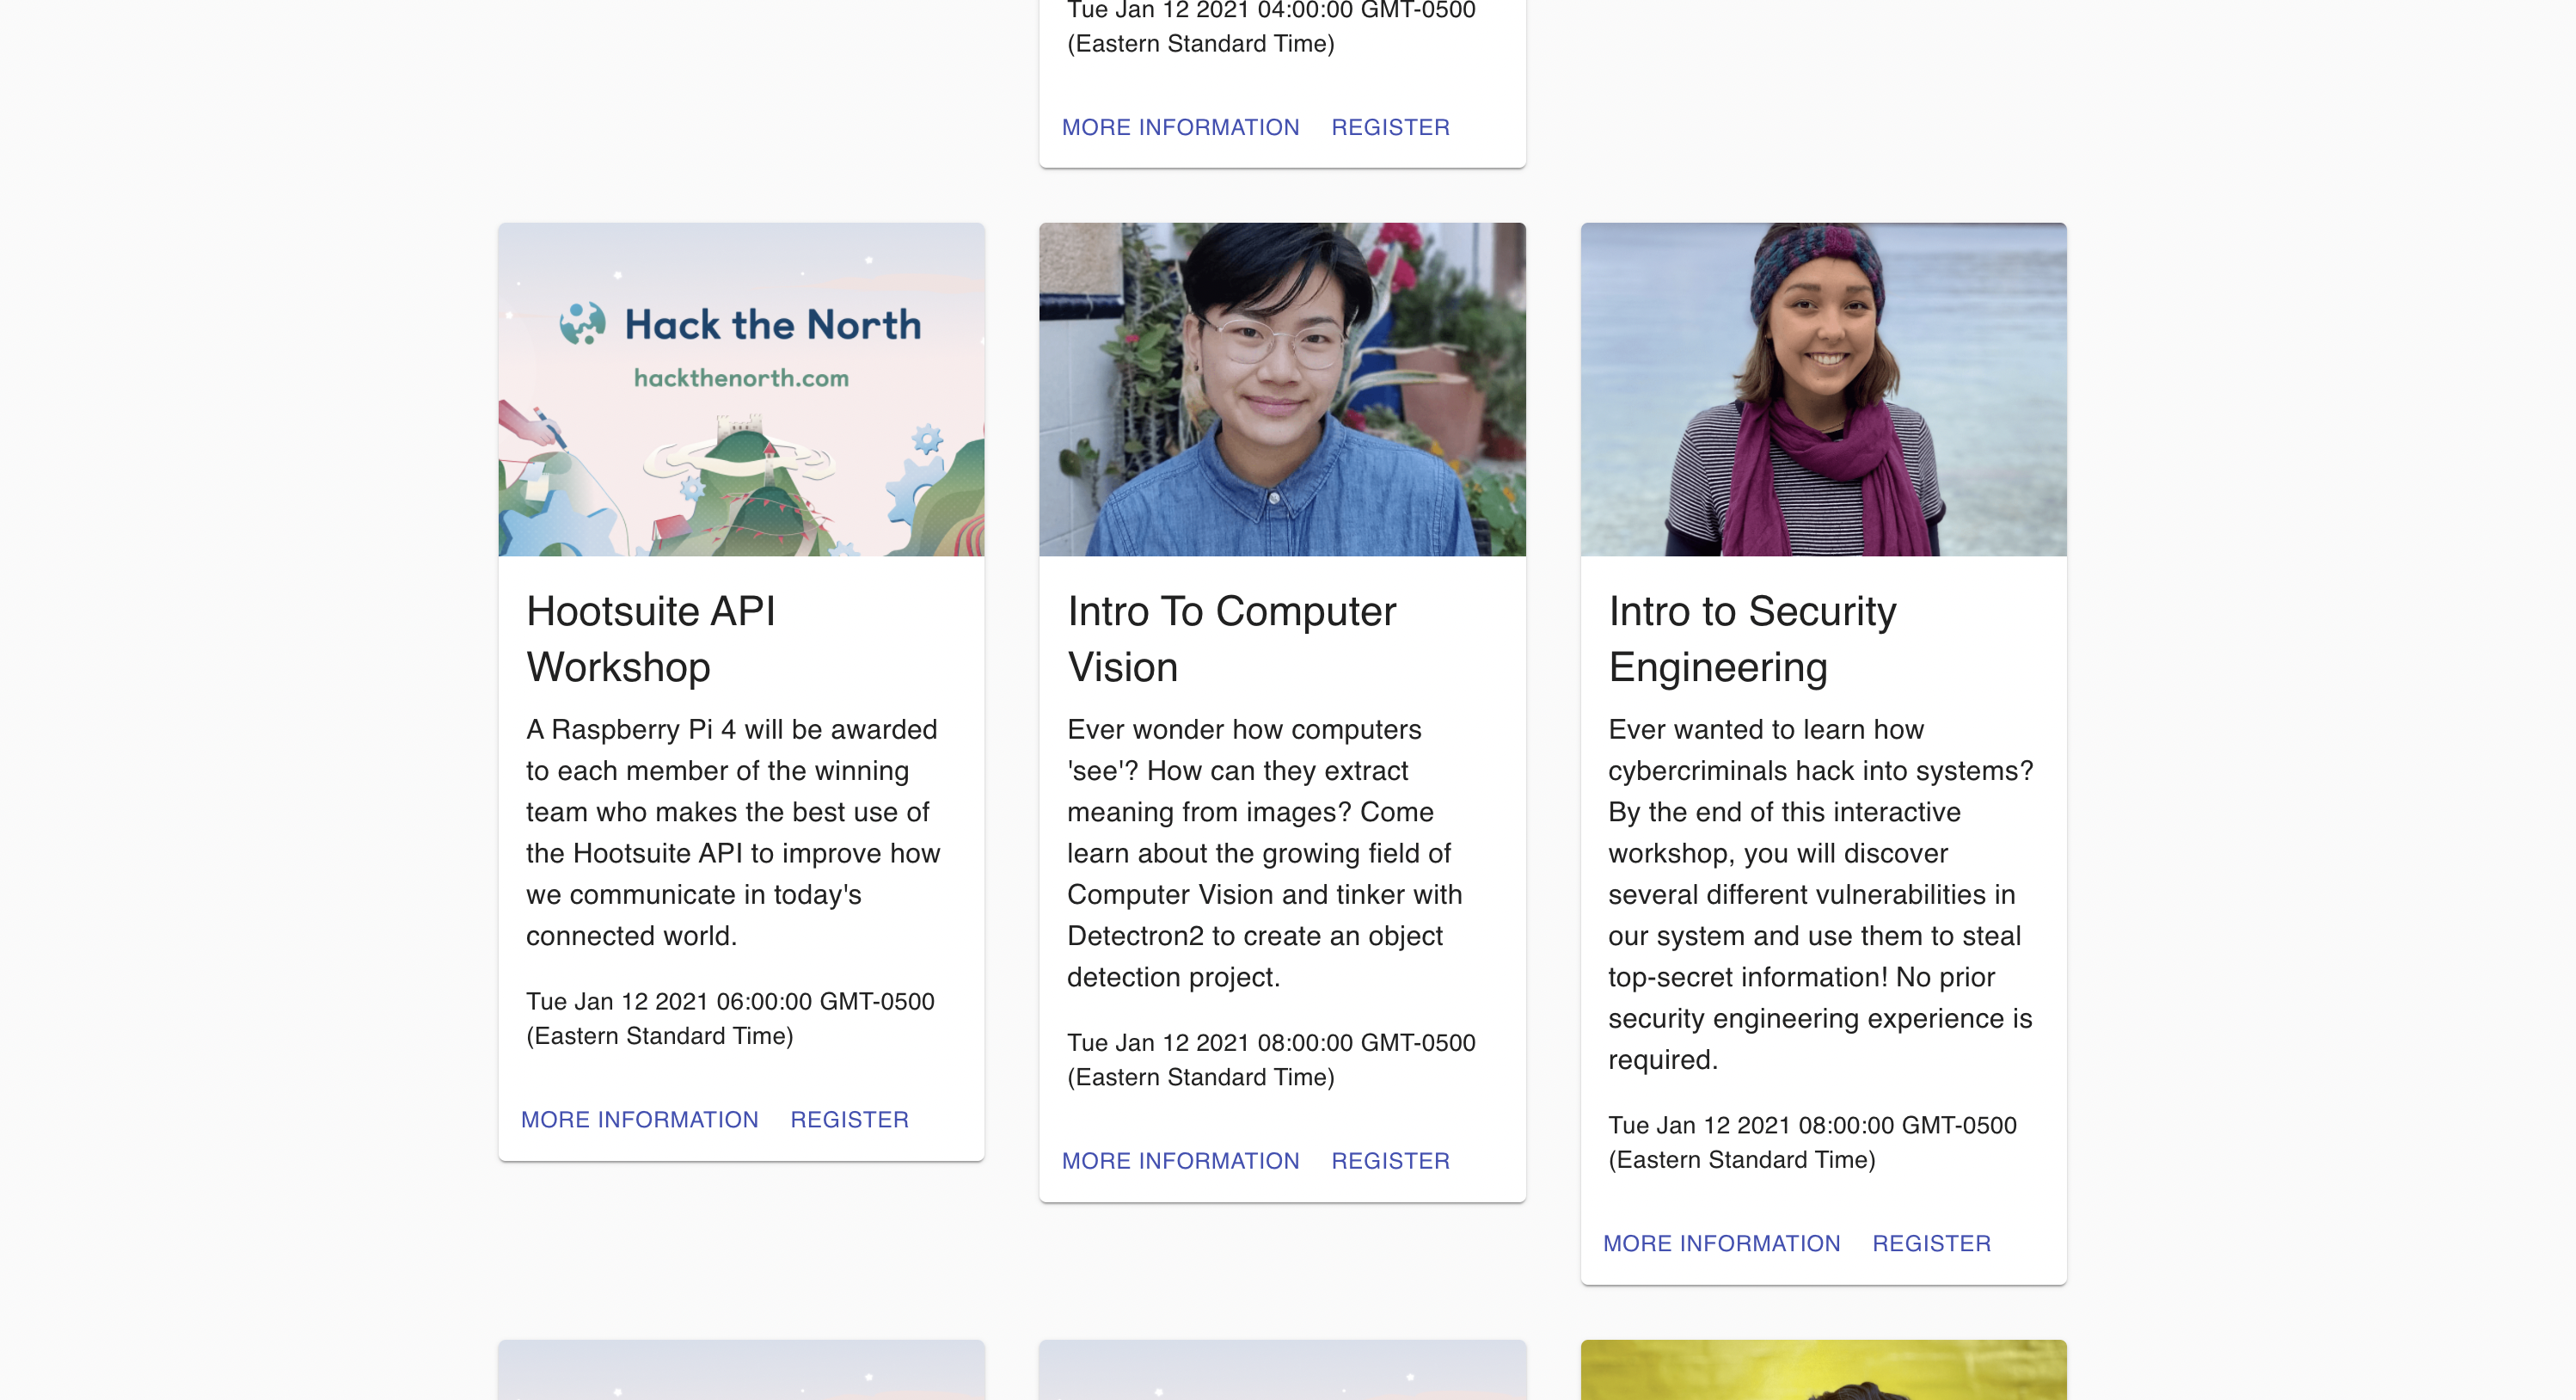 Tue Jan 12 2021 04:00:00 GMT-0500
(Eastern Standard Time)
MORE INFORMATION REGISTER
Hack the North
hackthenorth.com
Hootsuite API
Workshop
A Raspberry Pi 4 will be awarded
to each member of the winning
team who makes the best use of
the Hootsuite API to improve how
we communicate in today's
connected world.
Tue Jan 12 2021 06:00:00 GMT-0500
(Eastern Standard Time)
MORE INFORMATION REGISTER
Intro To Computer
Vision
Ever wonder how computers
'see'? How can they extract
meaning from images? Come
learn about the growing field of
Computer Vision and tinker with
Detectron2 to create an object
detection project.
Tue Jan 12 2021 08:00:00 GMT-0500
(Eastern Standard Time)
MORE INFORMATION REGISTER
Intro to Security
Engineering
Ever wanted to learn how
cybercriminals hack into systems?
By the end of this interactive
workshop, you will discover
several different vulnerabilities in
our system and use them to steal
top-secret information! No prior
security engineering experience is
required.
Tue Jan 12 2021 08:00:00 GMT-0500
(Eastern Standard Time)
MORE INFORMATION REGISTER